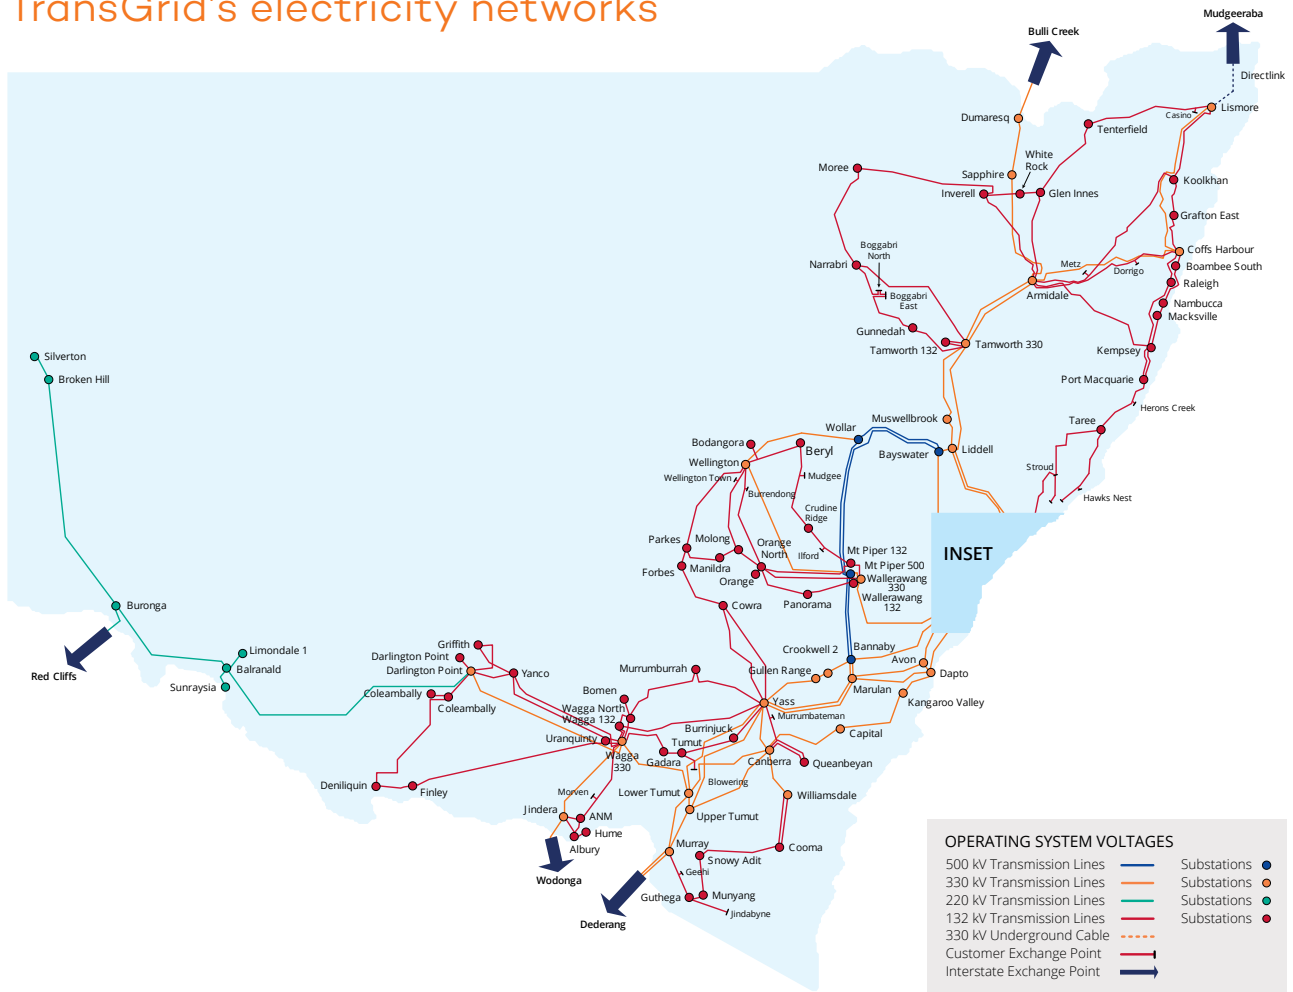 TransGrid's electricity networks
Mudgeeraba
Bulli Creek
Directlink
Lismore
Casino
Dumaresq
Tenterfield
White
Rock
Moree
Sapphire
Inverell
Glen Innes
Koolkhan
Grafton East
Boggabri
North
Coffs Harbour
Metz
Dorrigo
Boambee South
Narrabri
Raleigh
Boggabri
East
Armidale
Nambucca
Macksville
Gunnedah
Tamworth 132
Tamworth 330
Kempsey
Silverton
Broken Hill
Port Macquarie
Herons Creek
Muswellbrook
Taree
Wollar
Bodangora
Beryl
Bayswater
Liddell
Wellington
Wellington Town
Mudgee
Stroud
Burrendong
Hawks Nest
Crudine
Ridge
Parkes
Molong
Orange
North
Ilford
Mt Piper 132
INSET
Forbes
Manildra
Orange
Mt Piper 500
Wallerawang
330
Wallerawang
132
Panorama
Buronga
Cowra
Griffith
Limondale 1
Darlington Point
Darlington Point
Balranald
Yanco
Red Cliffs
Sunraysia
Coleambally
Coleambally
Murrumburrah
Crookwell 2
Bannaby
Gullen Range
Avon
Dapto
Marulan
Kangaroo Valley
Bomen
Wagga North
Wagga 132
Yass
Murrumbateman
Uranquinty
Wagga
330
Burrinjuck
Capital
Tumut
Gadara
Canberra
Queanbeyan
Deniliquin
Finley
Morven
Lower Tumut
Blowering
Williamsdale
Jindera
ANM
Hume
Upper Tumut
Albury
Murray
Snowy Adit
Cooma
Wodonga
Geehi
Guthega
Munyang
Jindabyne
Dederang
OPERATING SYSTEM VOLTAGES
500 kV Transmission Lines Substations
330 kV Transmission Lines Substations
220 kV Transmission Lines Substations
132 kV Transmission Lines Substations
330 kV Underground Cable
Customer Exchange Point
Interstate Exchange Point